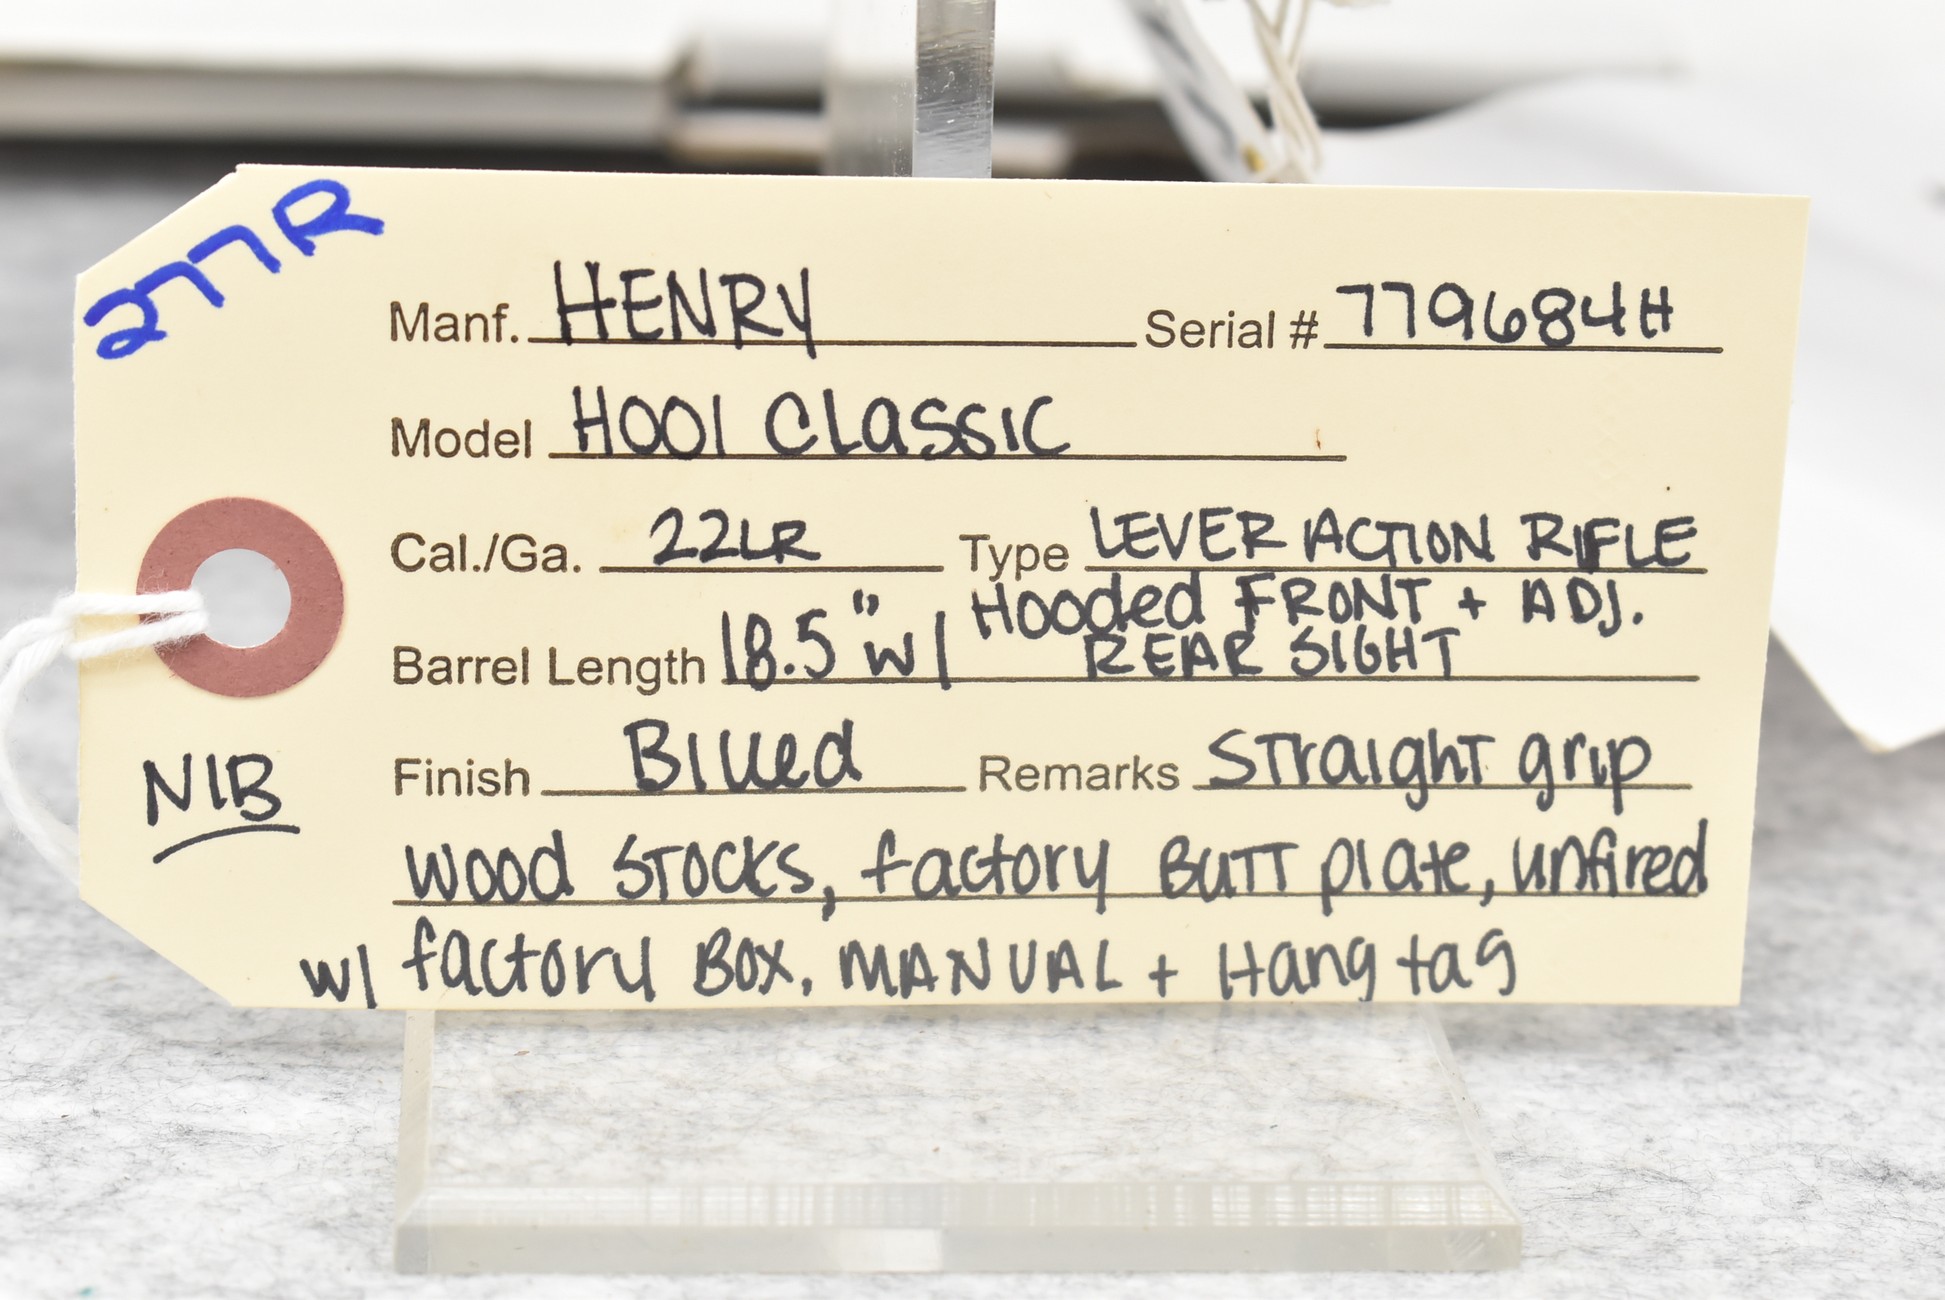 277R
Manf. HENRY Serial # 779684H
Model H001 Classic
Cal./Ga. 22LR Type LEVER ACTION RIFLE
Hooded FRONT + ADJ.
Barrel Length 18.5" w/ REAR SIGHT
Finish Blued Remarks Straight grip
NIB
wood STOCKS, factory BUTT plate, unfired
w/ factory BOX, MANUAL + Hang tag